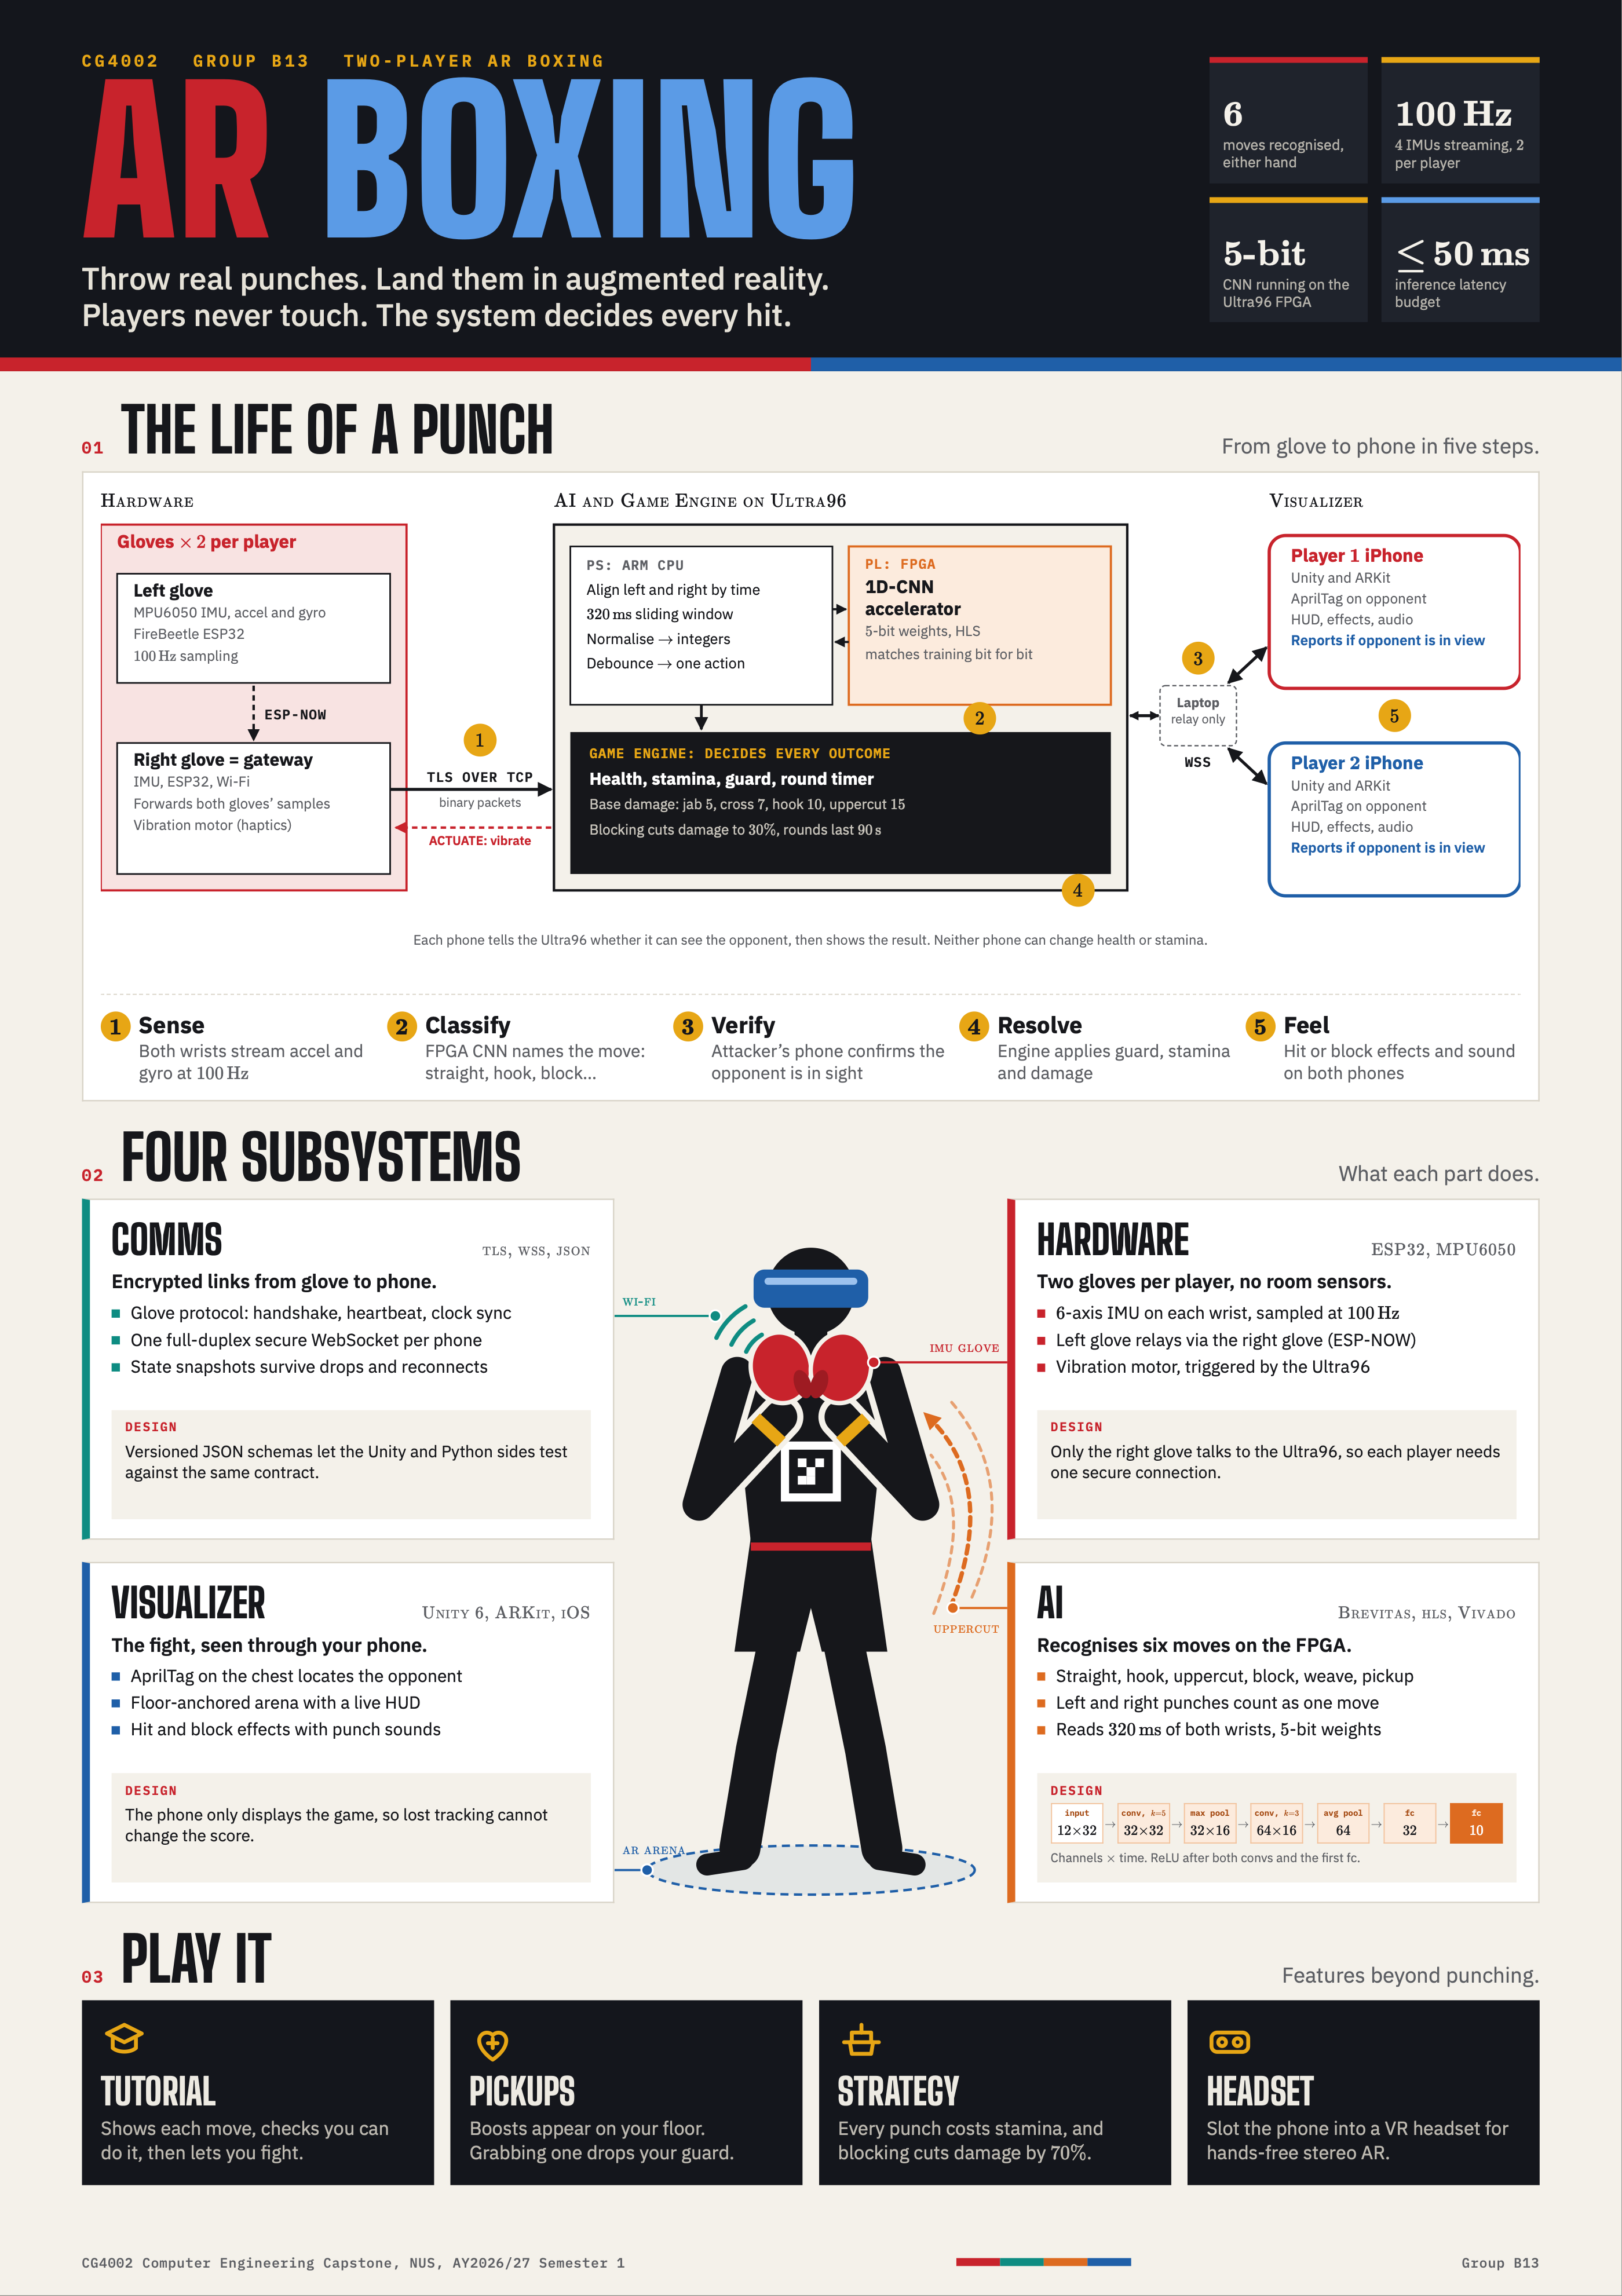 CG4002 GROUP B13 TWO-PLAYER AR BOXING
AR BOXING
Throw real punches. Land them in augmented reality.
Players never touch. The system decides every hit.
6
moves recognised,
either hand
100 Hz
4 IMUs streaming, 2
per player
5-bit
CNN running on the
Ultra96 FPGA
≤ 50 ms
inference latency
budget
01 THE LIFE OF A PUNCH
From glove to phone in five steps.
HARDWARE
Gloves × 2 per player
Left glove
MPU6050 IMU, accel and gyro
FireBeetle ESP32
100 Hz sampling
ESP-NOW
Right glove = gateway
IMU, ESP32, Wi-Fi
Forwards both gloves’ samples
Vibration motor (haptics)
1
TLS OVER TCP
binary packets
ACTUATE: vibrate
AI AND GAME ENGINE ON ULTRA96
PS: ARM CPU
Align left and right by time
320 ms sliding window
Normalise → integers
Debounce → one action
PL: FPGA
1D-CNN
accelerator
5-bit weights, HLS
matches training bit for bit
2
GAME ENGINE: DECIDES EVERY OUTCOME
Health, stamina, guard, round timer
Base damage: jab 5, cross 7, hook 10, uppercut 15
Blocking cuts damage to 30%, rounds last 90 s
4
3
Laptop
relay only
WSS
VISUALIZER
Player 1 iPhone
Unity and ARKit
AprilTag on opponent
HUD, effects, audio
Reports if opponent is in view
5
Player 2 iPhone
Unity and ARKit
AprilTag on opponent
HUD, effects, audio
Reports if opponent is in view
Each phone tells the Ultra96 whether it can see the opponent, then shows the result. Neither phone can change health or stamina.
1 Sense
Both wrists stream accel and
gyro at 100 Hz
2 Classify
FPGA CNN names the move:
straight, hook, block…
3 Verify
Attacker’s phone confirms the
opponent is in sight
4 Resolve
Engine applies guard, stamina
and damage
5 Feel
Hit or block effects and sound
on both phones
02 FOUR SUBSYSTEMS
What each part does.
COMMS
TLS, WSS, JSON
Encrypted links from glove to phone.
Glove protocol: handshake, heartbeat, clock sync
One full-duplex secure WebSocket per phone
State snapshots survive drops and reconnects
DESIGN
Versioned JSON schemas let the Unity and Python sides test
against the same contract.
WI-FI
IMU GLOVE
UPPERCUT
AR ARENA
HARDWARE
ESP32, MPU6050
Two gloves per player, no room sensors.
6-axis IMU on each wrist, sampled at 100 Hz
Left glove relays via the right glove (ESP-NOW)
Vibration motor, triggered by the Ultra96
DESIGN
Only the right glove talks to the Ultra96, so each player needs
one secure connection.
VISUALIZER
UNITY 6, ARKIT, IOS
The fight, seen through your phone.
AprilTag on the chest locates the opponent
Floor-anchored arena with a live HUD
Hit and block effects with punch sounds
DESIGN
The phone only displays the game, so lost tracking cannot
change the score.
AI
BREVITAS, HLS, VIVADO
Recognises six moves on the FPGA.
Straight, hook, uppercut, block, weave, pickup
Left and right punches count as one move
Reads 320 ms of both wrists, 5-bit weights
DESIGN
input
12×32
→
conv, k=5
32×32
→
max pool
32×16
→
conv, k=3
64×16
→
avg pool
64
→
fc
32
→
fc
10
Channels × time. ReLU after both convs and the first fc.
03 PLAY IT
Features beyond punching.
TUTORIAL
Shows each move, checks you can
do it, then lets you fight.
PICKUPS
Boosts appear on your floor.
Grabbing one drops your guard.
STRATEGY
Every punch costs stamina, and
blocking cuts damage by 70%.
HEADSET
Slot the phone into a VR headset for
hands-free stereo AR.
CG4002 Computer Engineering Capstone, NUS, AY2026/27 Semester 1
Group B13